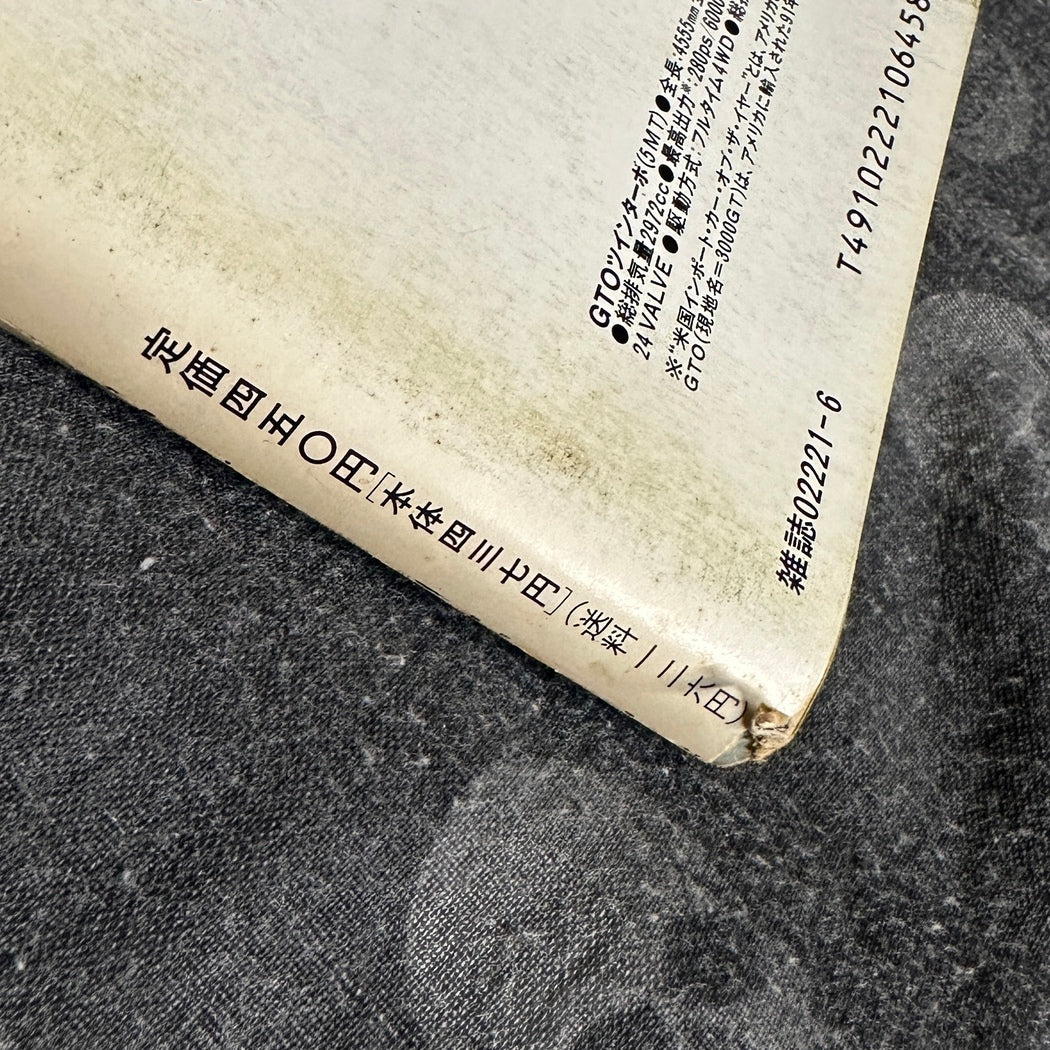 GTOツインターボ(5MT)●全長:4555mm
●総排気量2972cc●最高出力※:280ps/6000
24 VALVE ●駆動方式:フルタイム4WD●
※“米国インポート・カー・オブ・ザ・イヤー”とは、アメリカ
GTO(現地名=3000GT)は、アメリカに輸入された91年
T4910222106458
雑誌02221-6
定価四五〇円[本体四三七円](送料一三六円)